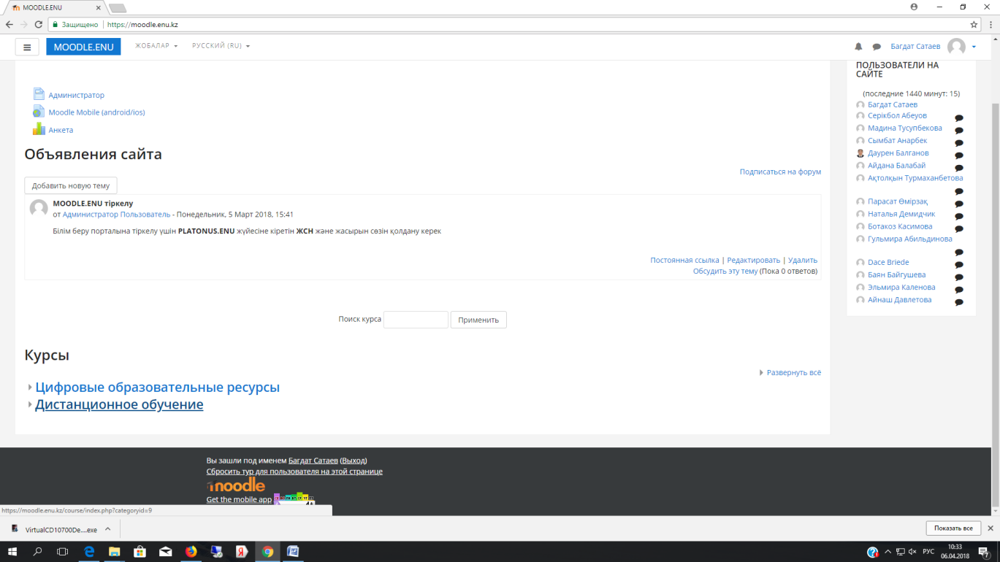 MOODLE.ENU
Защищено
https://moodle.enu.kz
MOODLE.ENU
ЖОБАЛАР
РУССКИЙ (RU)
Багдат Сатаев
Администратор
Moodle Mobile (android/ios)
Анкета
Объявления сайта
Подписаться на форум
Добавить новую тему
MOODLE.ENU тіркелу
от Администратор Пользователь - Понедельник, 5 Март 2018, 15:41
Білім беру порталына тіркелу үшін PLATONUS.ENU жүйесіне кіретін ЖСН және жасырын сөзін қолдану керек
Постоянная ссылка | Редактировать | Удалить
Обсудить эту тему (Пока 0 ответов)
Поиск курса
Применить
Курсы
Развернуть всё
Цифровые образовательные ресурсы
Дистанционное обучение
ПОЛЬЗОВАТЕЛИ НА
САЙТЕ
(последние 1440 минут: 15)
Багдат Сатаев
Серікбол Абеуов
Мадина Тусупбекова
Сымбат Анарбек
Даурен Балганов
Айдана Балабай
Ақтолқын Турмаханбетова
Парасат Өмірзақ
Наталья Демидчик
Ботакоз Касимова
Гульмира Абильдинова
Dace Briede
Баян Байгушева
Эльмира Каленова
Айнаш Давлетова
Вы зашли под именем Багдат Сатаев (Выход)
Сбросить тур для пользователя на этой странице
moodle
Get the mobile app
https://moodle.enu.kz/course/index.php?categoryid=9
VirtualCD10700De....exe
Показать все
РУС
10:33
06.04.2018
7